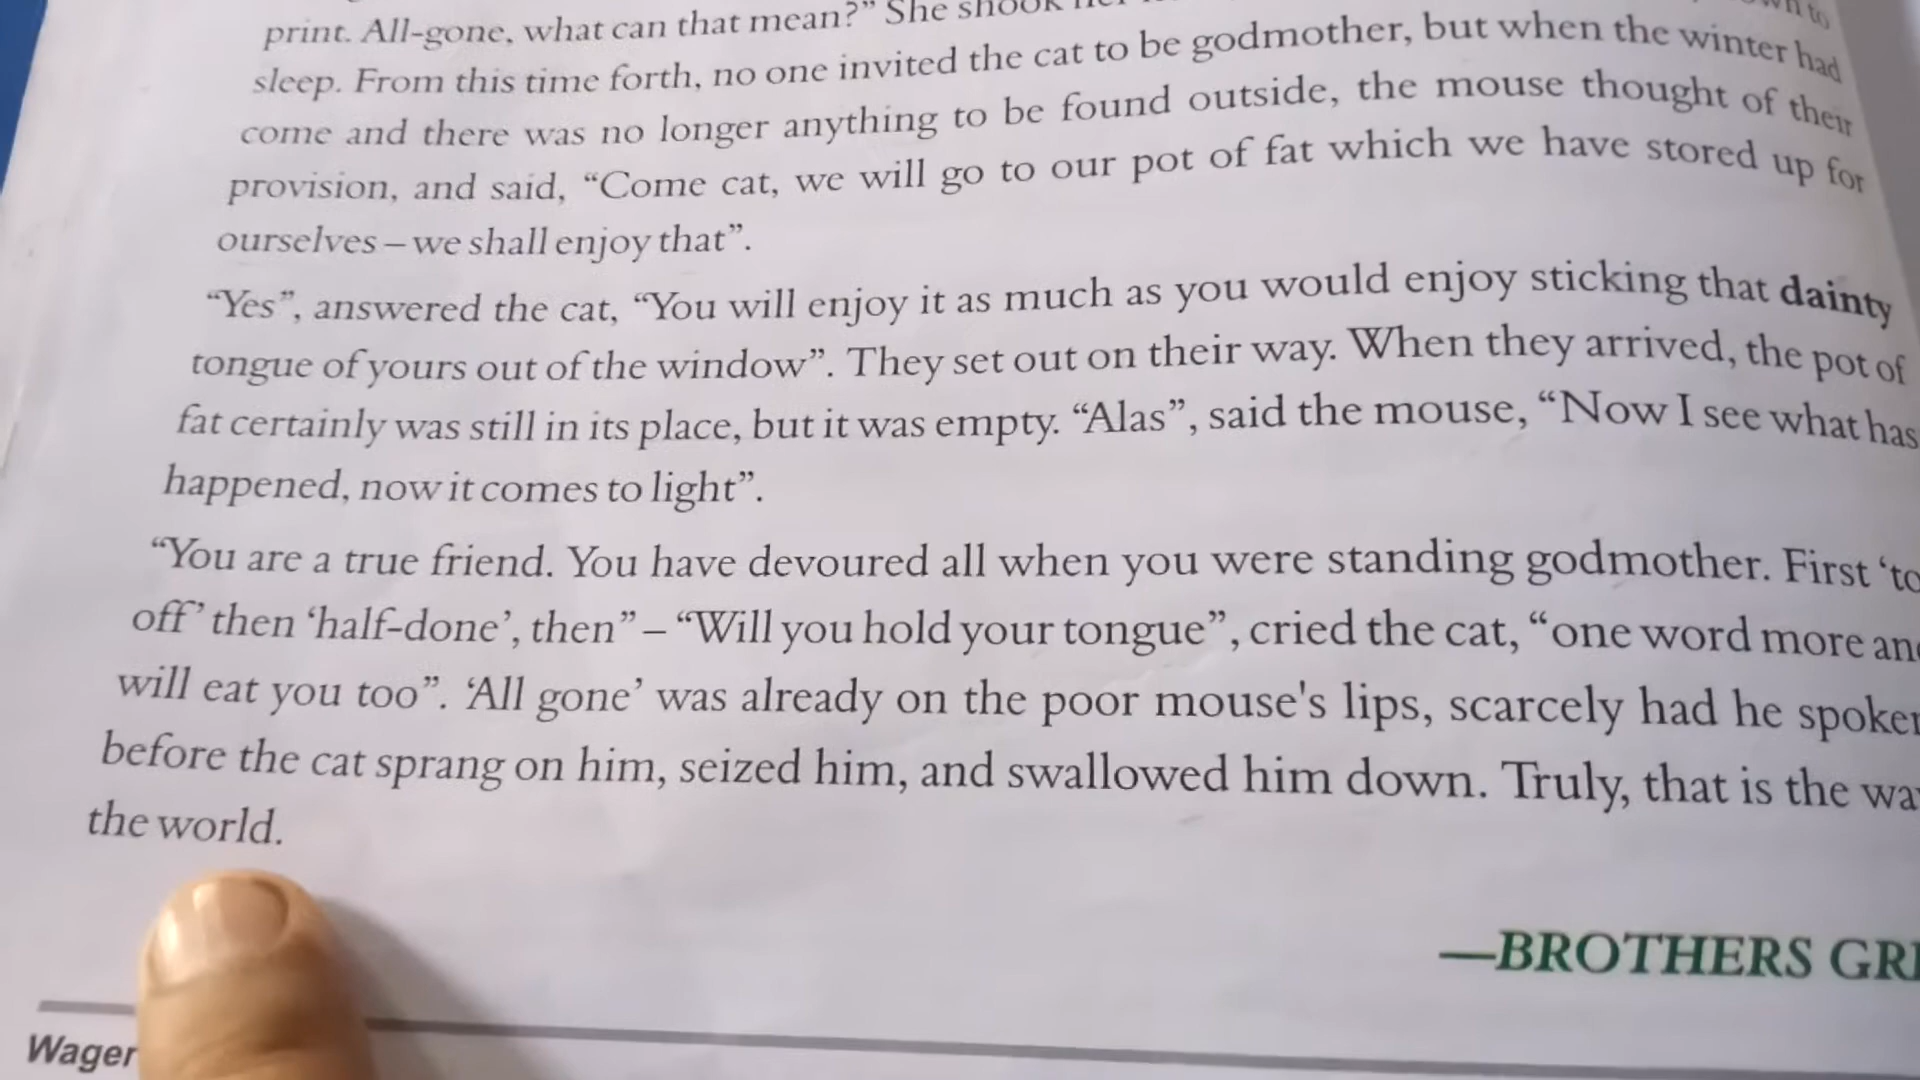 print. All-gone, what can that mean?" She shook
sleep. From this time forth, no one invited the cat to be godmother, but when the winter had
come and there was no longer anything to be found outside, the mouse thought of their
provision, and said, “Come cat, we will go to our pot of fat which we have stored up for
ourselves – we shall enjoy that”.
“Yes”, answered the cat, “You will enjoy it as much as you would enjoy sticking that dainty
tongue of yours out of the window”. They set out on their way. When they arrived, the pot of
fat certainly was still in its place, but it was empty. “Alas”, said the mouse, “Now I see what has
happened, now it comes to light”.
“You are a true friend. You have devoured all when you were standing godmother. First
off’ then ‘half-done’, then” – “Will you hold your tongue”, cried the cat, “one word more
will eat you too”. ‘All gone’ was already on the poor mouse's lips, scarcely had he
before the cat sprang on him, seized him, and swallowed him down. Truly, that is the
the world.
—BROTHERS
Wager